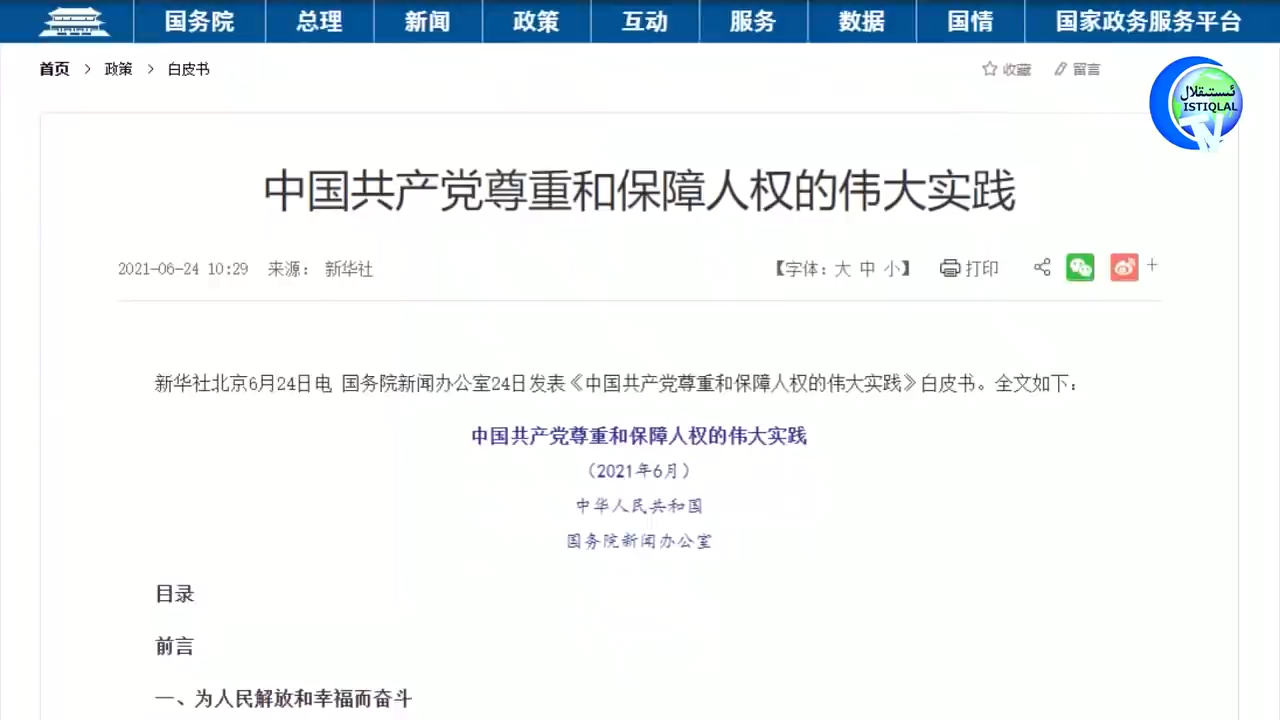 国务院 总理 新闻 政策 互动 服务 数据 国情 国家政务服务平台
首页 > 政策 > 白皮书
收藏 留言
ئىستىقلال
ISTIQLAL
TV
中国共产党尊重和保障人权的伟大实践
2021-06-24 10:29 来源： 新华社
【字体：大 中 小】 打印 +
新华社北京6月24日电 国务院新闻办公室24日发表《中国共产党尊重和保障人权的伟大实践》白皮书。全文如下：
中国共产党尊重和保障人权的伟大实践
（2021年6月）
中华人民共和国
国务院新闻办公室
目录
前言
一、为人民解放和幸福而奋斗